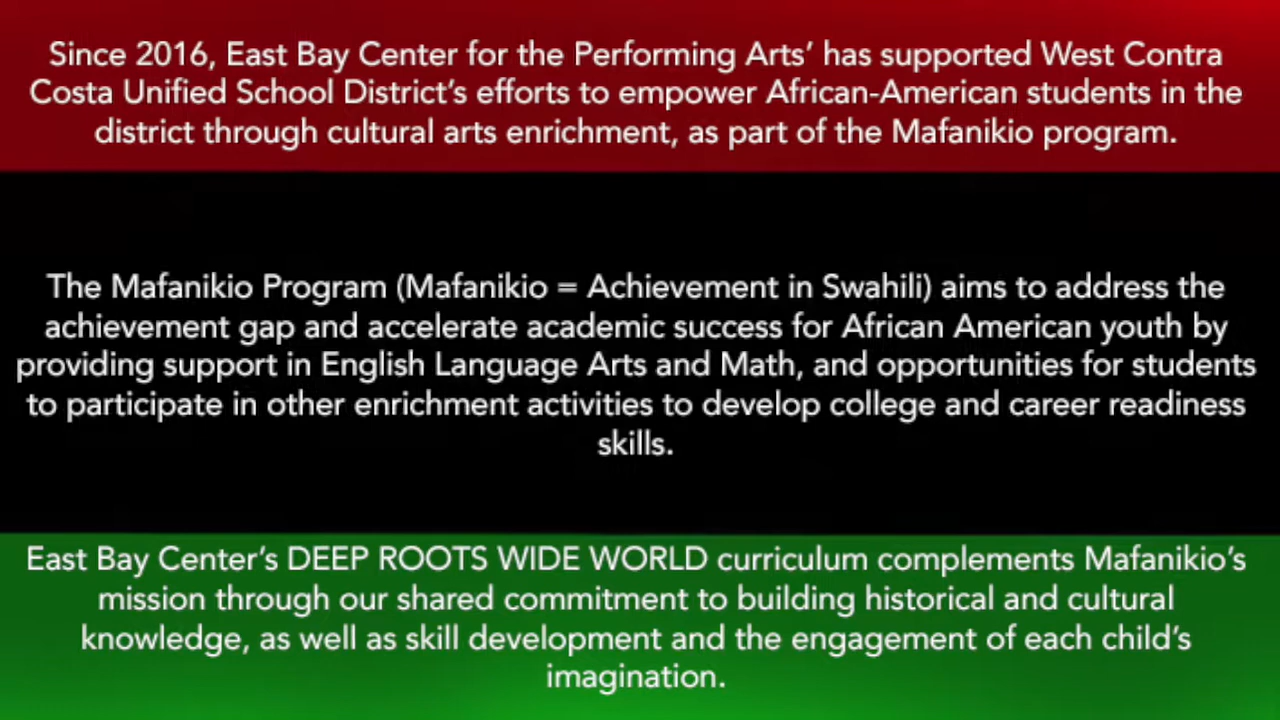 Since 2016, East Bay Center for the Performing Arts’ has supported West Contra
Costa Unified School District’s efforts to empower African-American students in the
district through cultural arts enrichment, as part of the Mafanikio program.
The Mafanikio Program (Mafanikio = Achievement in Swahili) aims to address the
achievement gap and accelerate academic success for African American youth by
providing support in English Language Arts and Math, and opportunities for students
to participate in other enrichment activities to develop college and career readiness
skills.
East Bay Center’s DEEP ROOTS WIDE WORLD curriculum complements Mafanikio’s
mission through our shared commitment to building historical and cultural
knowledge, as well as skill development and the engagement of each child’s
imagination.